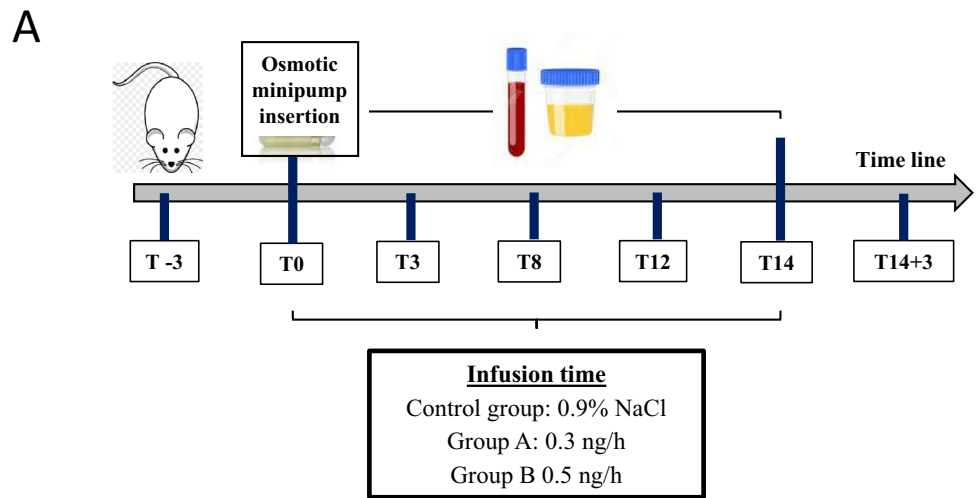 A
Osmotic
minipump
insertion
Time line
T -3
T0
T3
T8
T12
T14
T14+3
Infusion time
Control group: 0.9% NaCl
Group A: 0.3 ng/h
Group B 0.5 ng/h